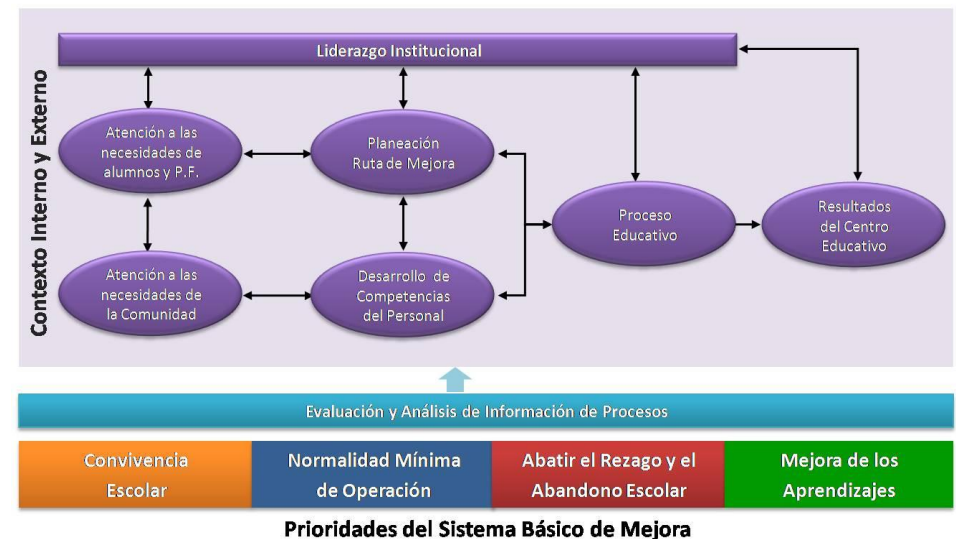 Contexto Interno y Externo
Liderazgo Institucional
Atención a las
necesidades de
alumnos y P.F.
Planeación
Ruta de Mejora
Proceso
Educativo
Resultados
del Centro
Educativo
Atención a las
necesidades de
la Comunidad
Desarrollo de
Competencias
del Personal
Evaluación y Análisis de Información de Procesos
Convivencia
Escolar
Normalidad Mínima
de Operación
Abatir el Rezago y el
Abandono Escolar
Mejora de los
Aprendizajes
Prioridades del Sistema Básico de Mejora